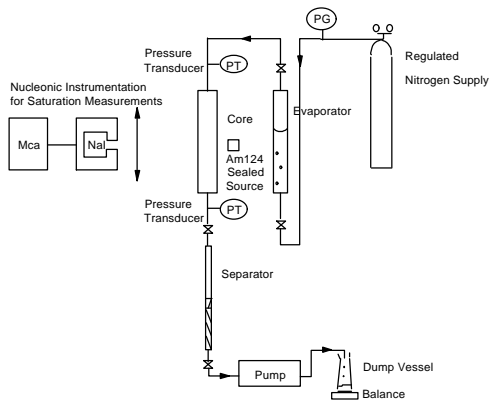 PG
Pressure
Transducer
PT
Regulated
Nitrogen Supply
Nucleonic Instrumentation
for Saturation Measurements
Evaporator
Core
Mca
NaI
Am124
Sealed
Source
Pressure
Transducer
PT
Separator
Pump
Dump Vessel
Balance